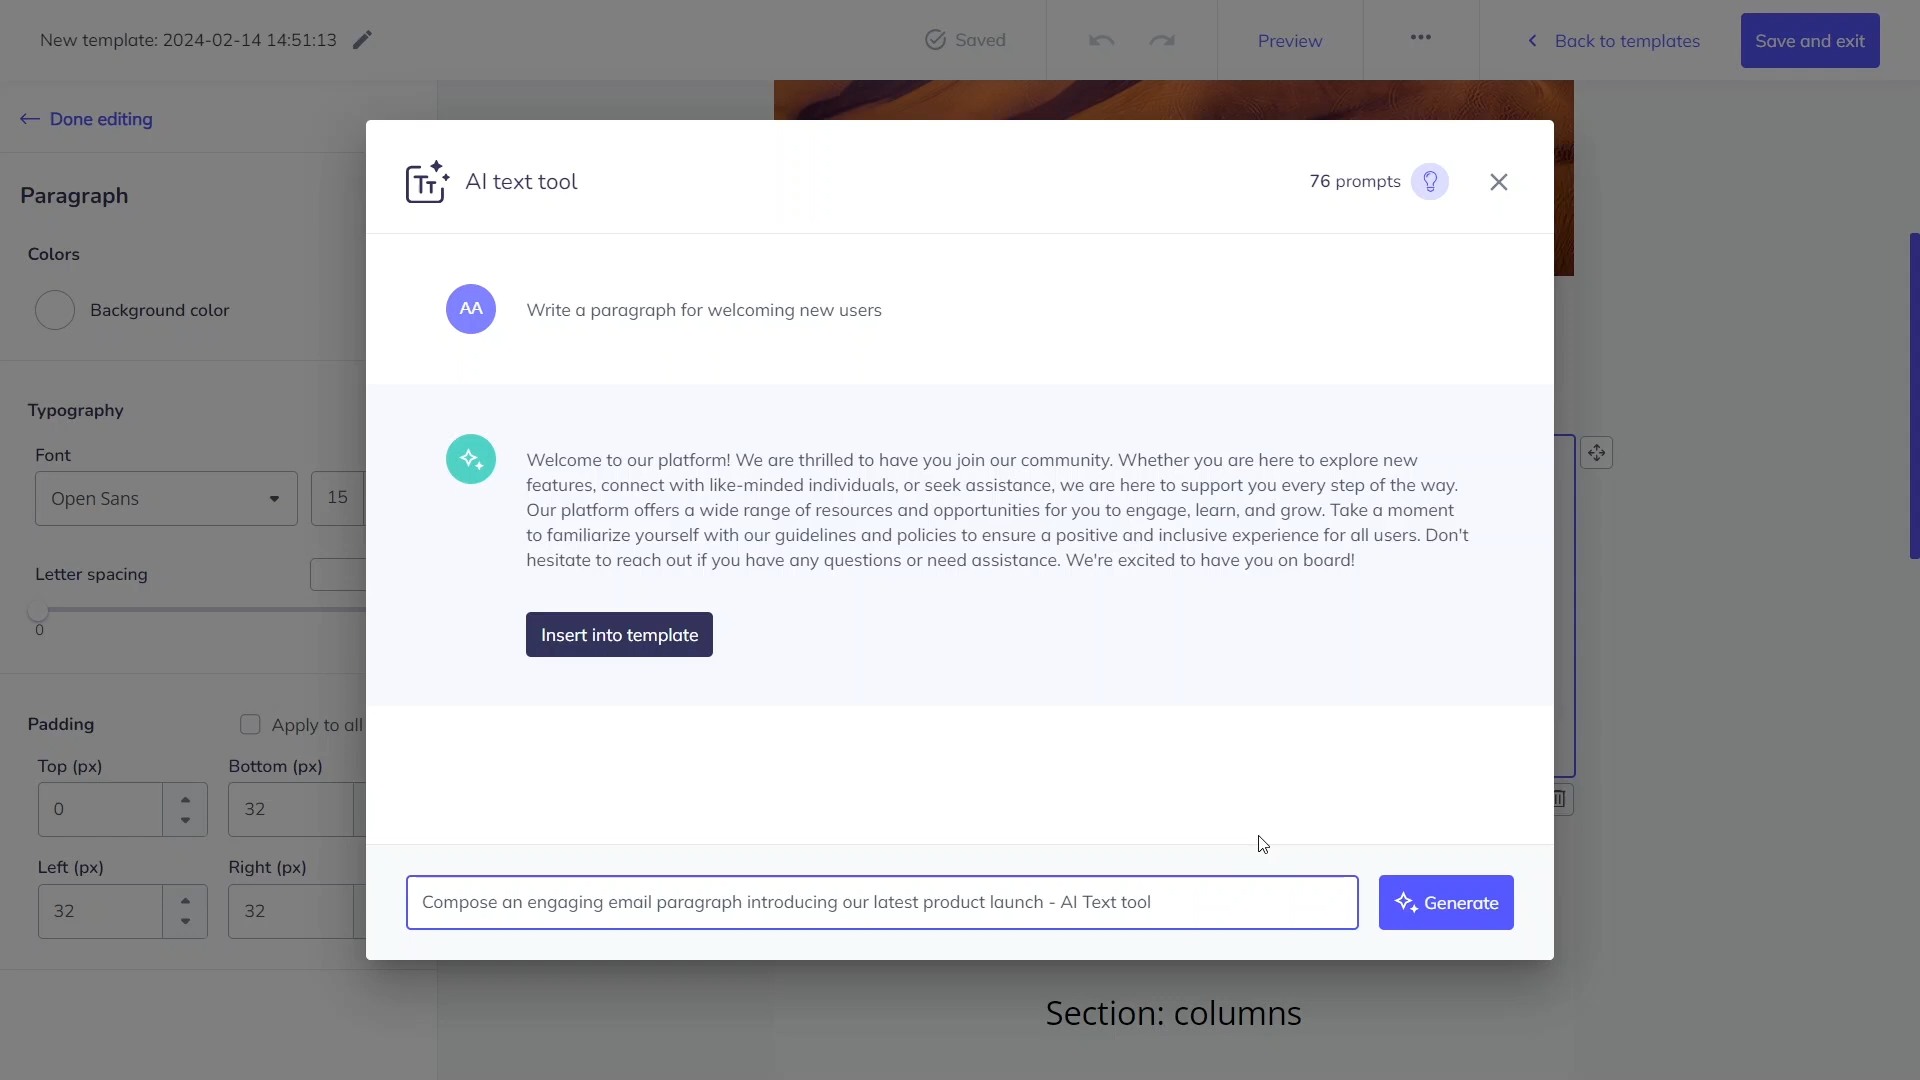 New template: 2024-02-14 14:51:13
Saved
Preview
Back to templates
Save and exit
Done editing
Paragraph
Colors
Background color
Typography
Font
Open Sans
15
Letter spacing
0
Padding
Apply to all
Top (px)
Bottom (px)
0
32
Left (px)
Right (px)
32
32
AI text tool
76 prompts
AA
Write a paragraph for welcoming new users
Welcome to our platform! We are thrilled to have you join our community. Whether you are here to explore new
features, connect with like-minded individuals, or seek assistance, we are here to support you every step of the way.
Our platform offers a wide range of resources and opportunities for you to engage, learn, and grow. Take a moment
to familiarize yourself with our guidelines and policies to ensure a positive and inclusive experience for all users. Don't
hesitate to reach out if you have any questions or need assistance. We're excited to have you on board!
Insert into template
Compose an engaging email paragraph introducing our latest product launch - AI Text tool
Generate
Section: columns